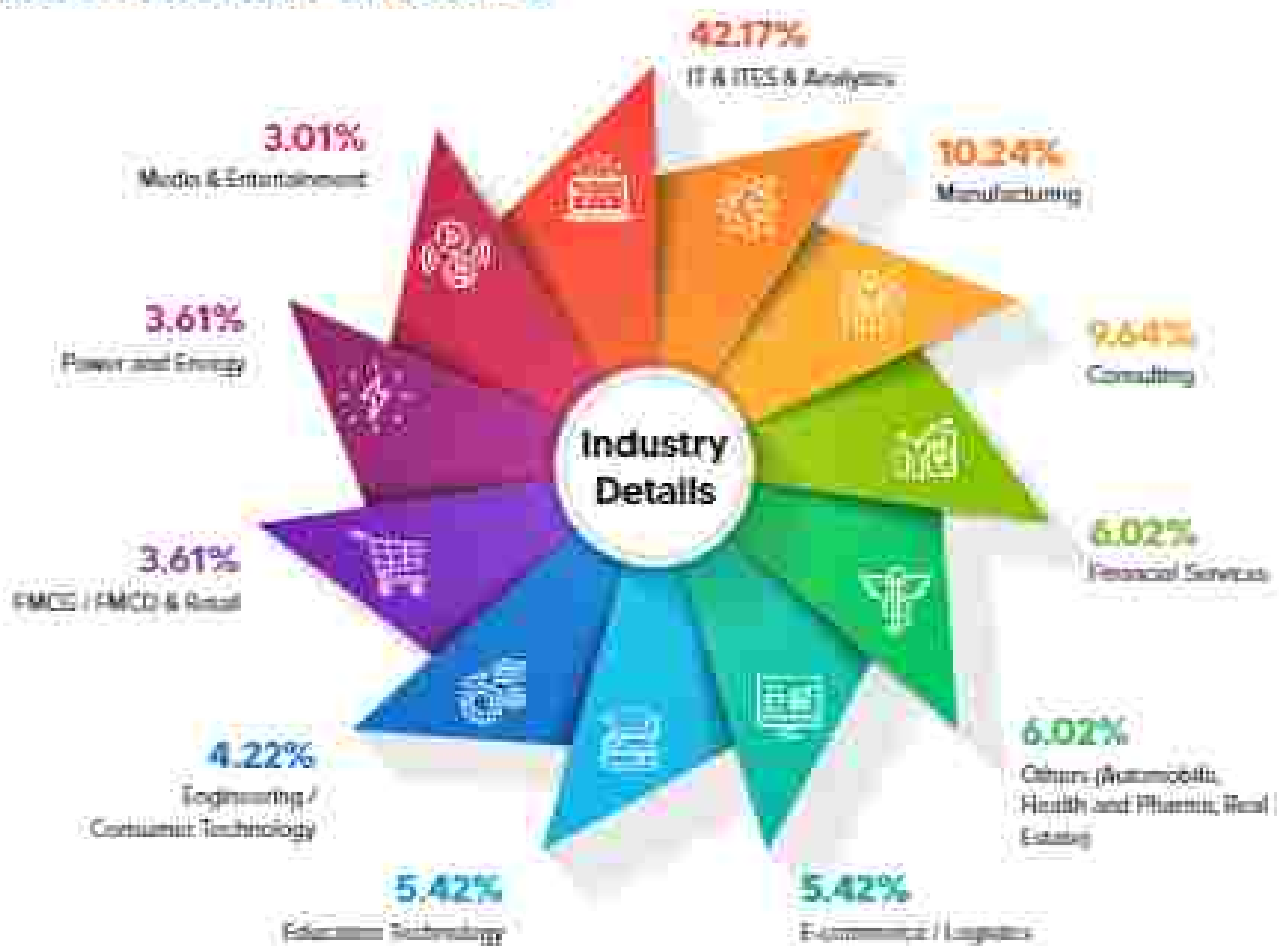 42.17%
IT & ITES & Analytics
10.24%
Manufacturing
9.64%
Consulting
6.02%
Financial Services
6.02%
Others (Automobile,
Health and Pharma, Real
Estate)
5.42%
E-commerce / Logistics
5.42%
Education Technology
4.22%
Engineering /
Consumer Technology
3.61%
FMCG / FMCD & Retail
3.61%
Power and Energy
3.01%
Media & Entertainment
Industry
Details